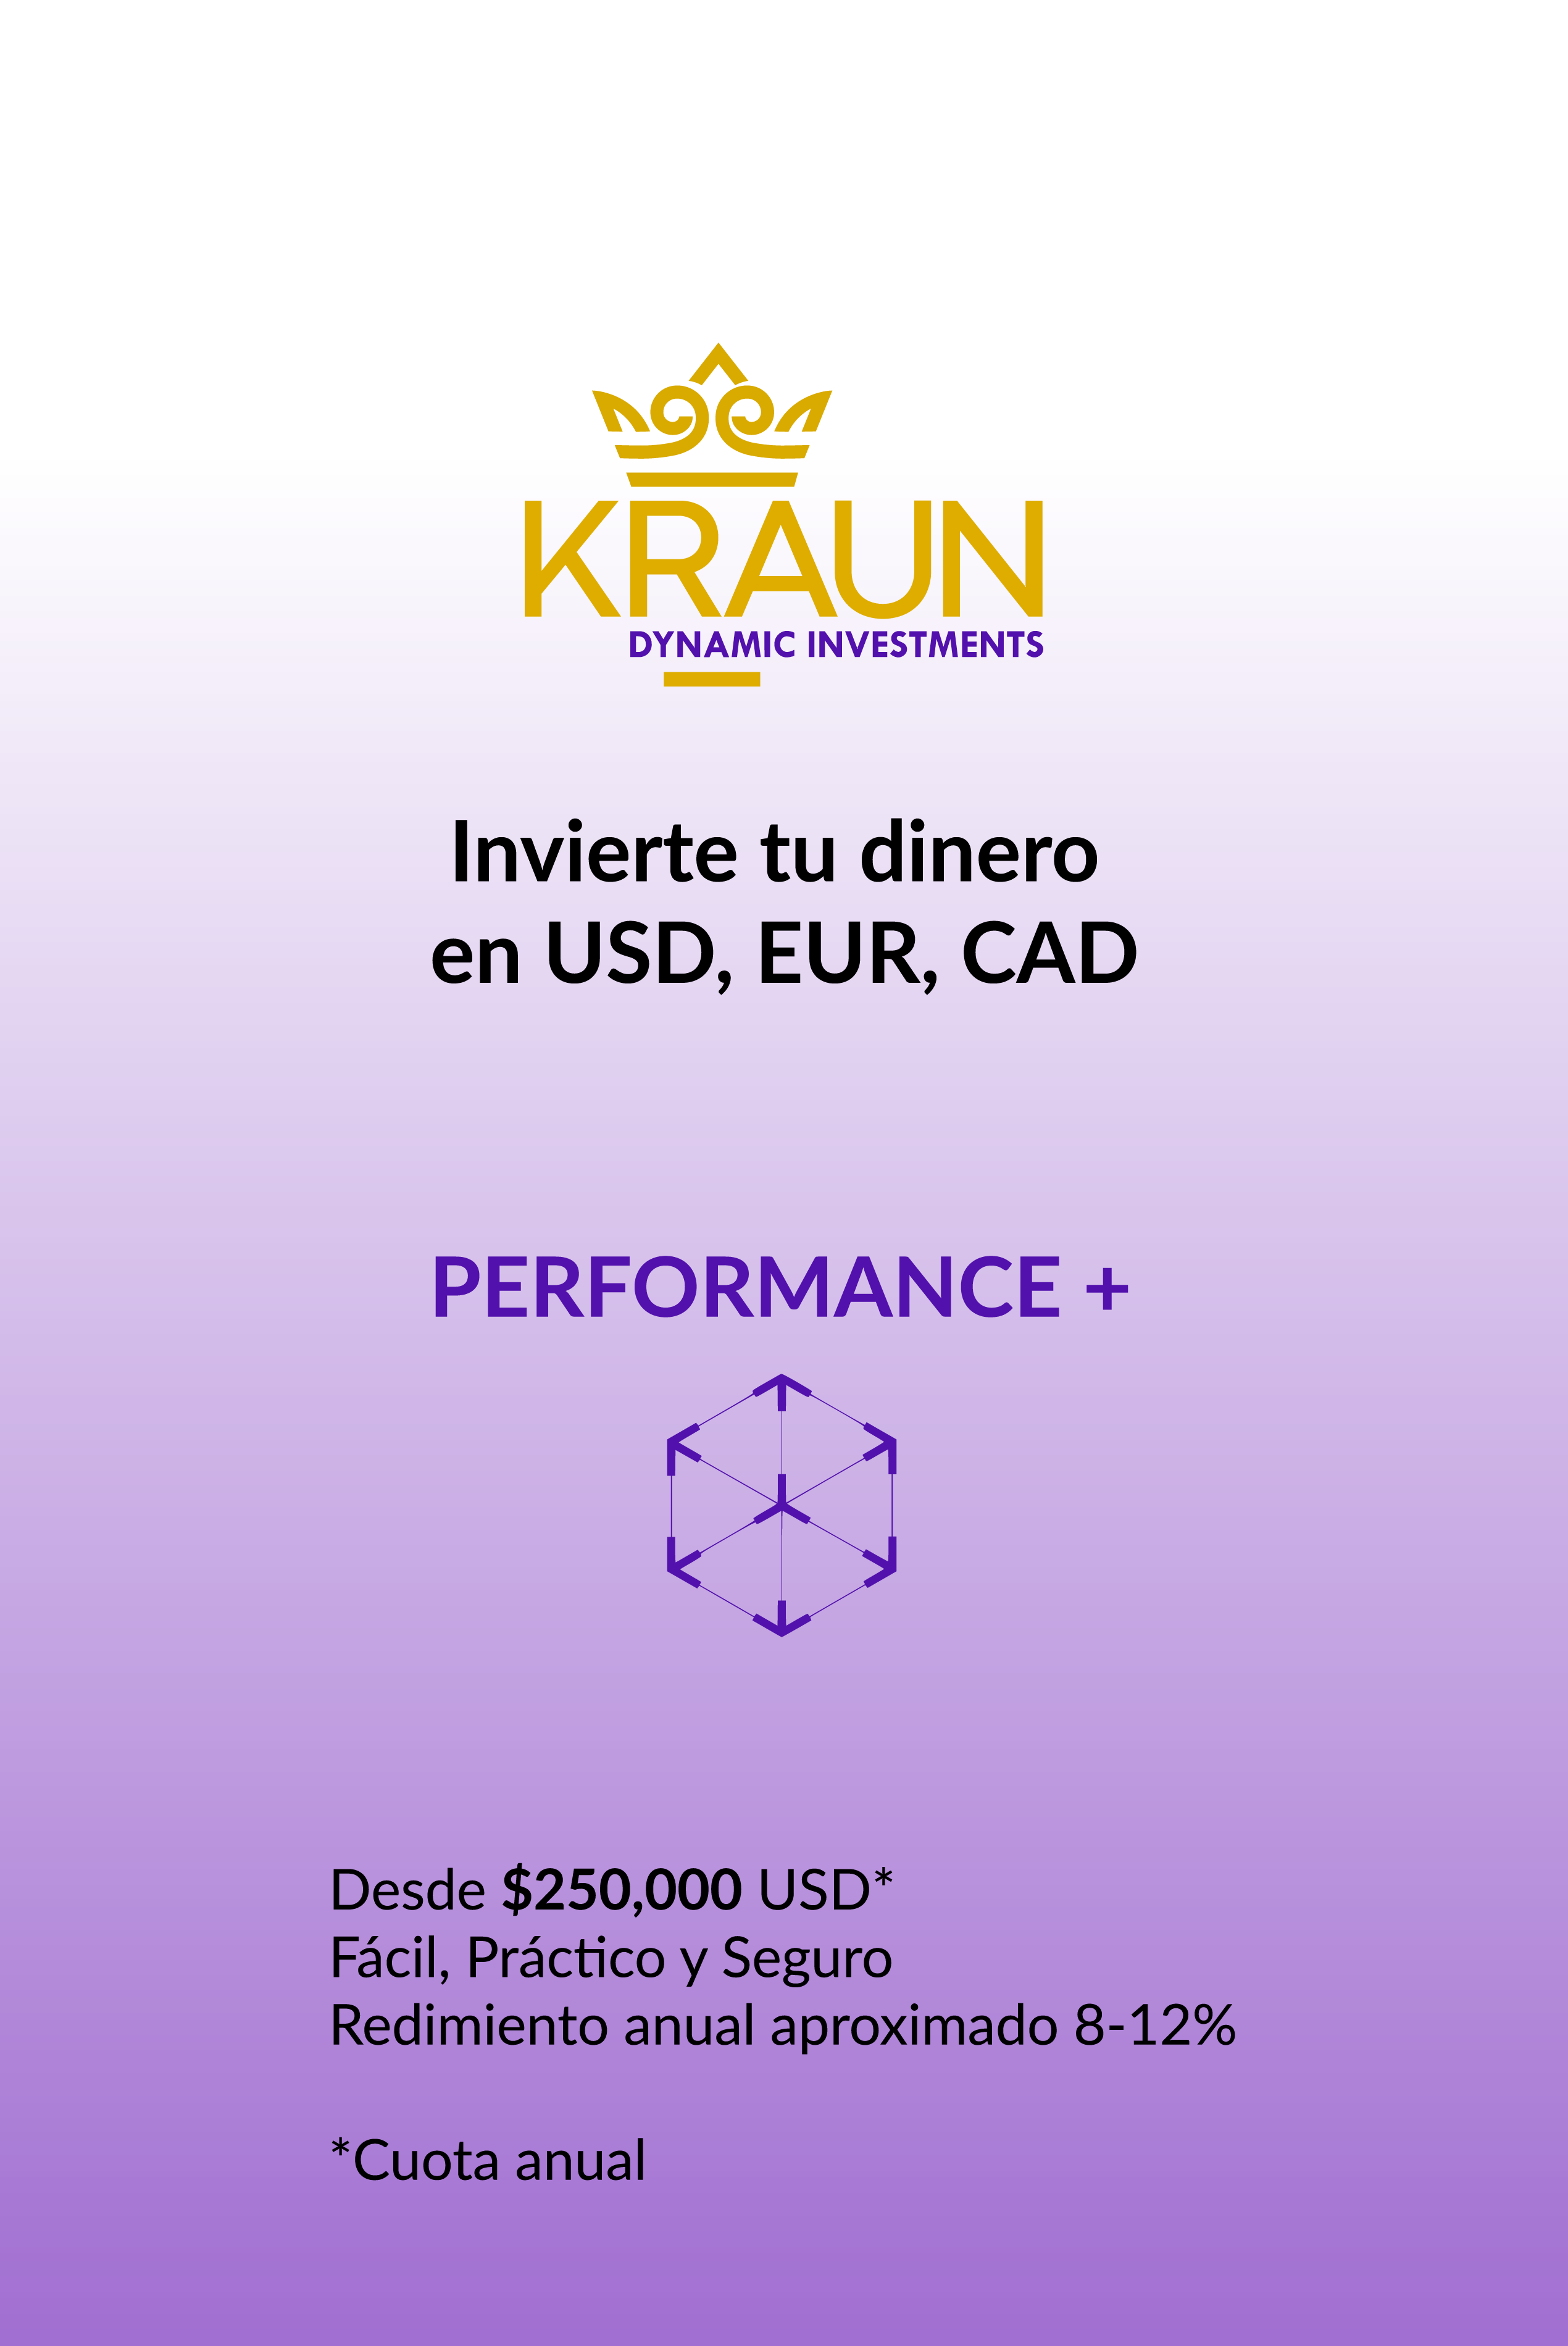 KRAUN
DYNAMIC INVESTMENTS
Invierte tu dinero
en USD, EUR, CAD
PERFORMANCE +
Desde $250,000 USD*
Fácil, Práctico y Seguro
Redimiento anual aproximado 8-12%
*Cuota anual